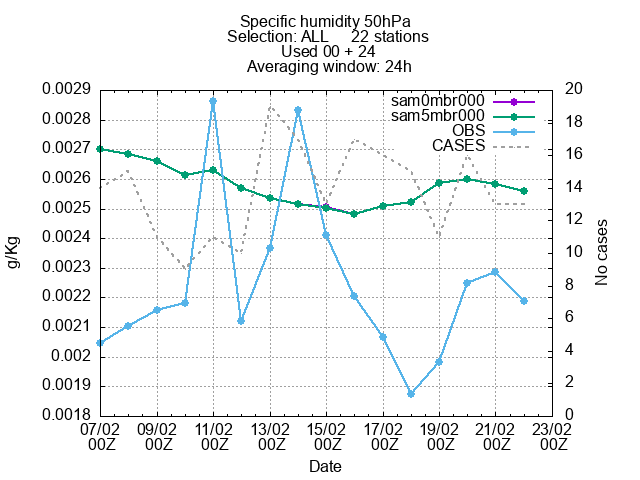 Specific humidity 50hPa
Selection: ALL 22 stations
Used 00 + 24
Averaging window: 24h
sam0mbr000
sam5mbr000
OBS
CASES
g/Kg
0.0029
0.0028
0.0027
0.0026
0.0025
0.0024
0.0023
0.0022
0.0021
0.002
0.0019
0.0018
20
18
16
14
12
10
8
6
4
2
0
No cases
07/02 09/02 11/02 13/02 15/02 17/02 19/02 21/02 23/02
00Z 00Z 00Z 00Z 00Z 00Z 00Z 00Z 00Z
Date